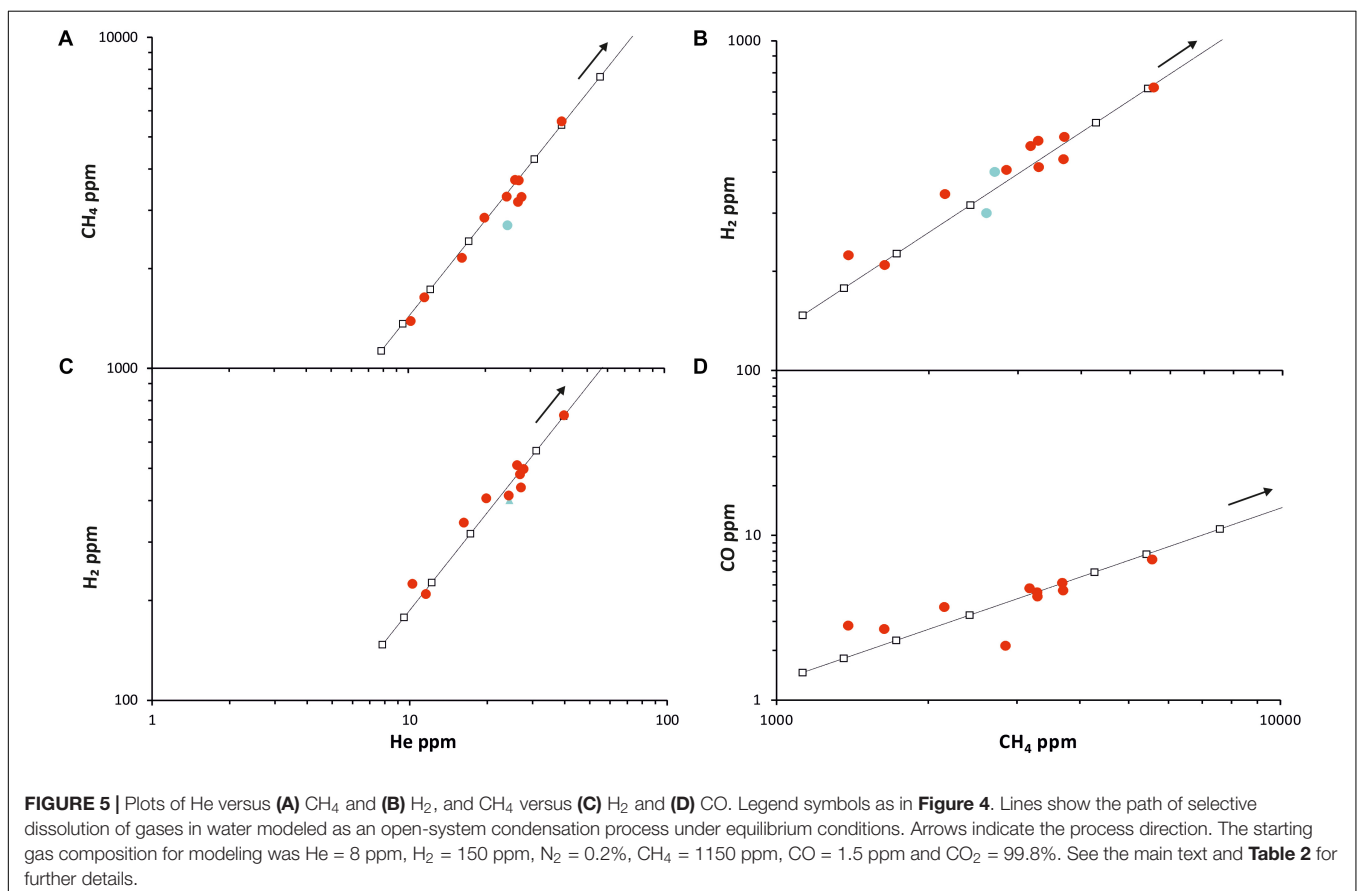 A
10000
CH₄ ppm
1000
B
1000
H₂ ppm
100
C
H₂ ppm
100
1
10
100
He ppm
D
CO ppm
10
1
1000
10000
CH₄ ppm
FIGURE 5 | Plots of He versus (A) CH₄ and (B) H₂, and CH₄ versus (C) H₂ and (D) CO. Legend symbols as in Figure 4. Lines show the path of selective
dissolution of gases in water modeled as an open-system condensation process under equilibrium conditions. Arrows indicate the process direction. The starting
gas composition for modeling was He = 8 ppm, H₂ = 150 ppm, N₂ = 0.2%, CH₄ = 1150 ppm, CO = 1.5 ppm and CO₂ = 99.8%. See the main text and Table 2 for
further details.